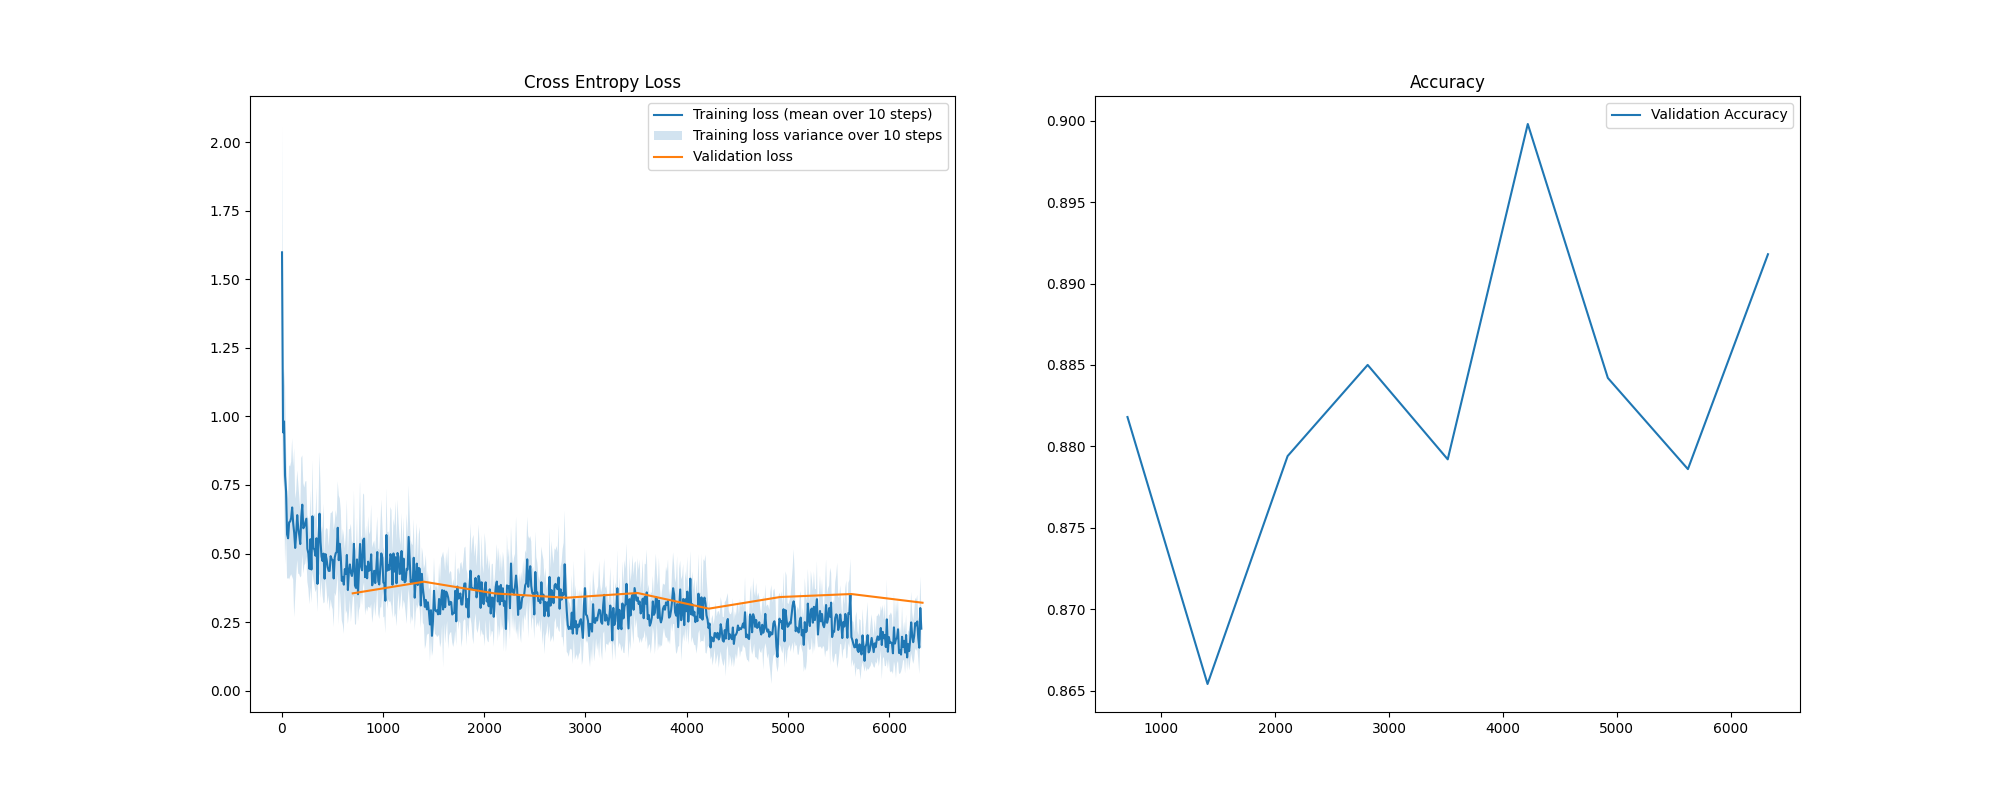 Cross Entropy Loss
Training loss (mean over 10 steps)
Training loss variance over 10 steps
Validation loss
2.00
1.75
1.50
1.25
1.00
0.75
0.50
0.25
0.00
0 1000 2000 3000 4000 5000 6000
Accuracy
Validation Accuracy
0.900
0.895
0.890
0.885
0.880
0.875
0.870
0.865
1000 2000 3000 4000 5000 6000